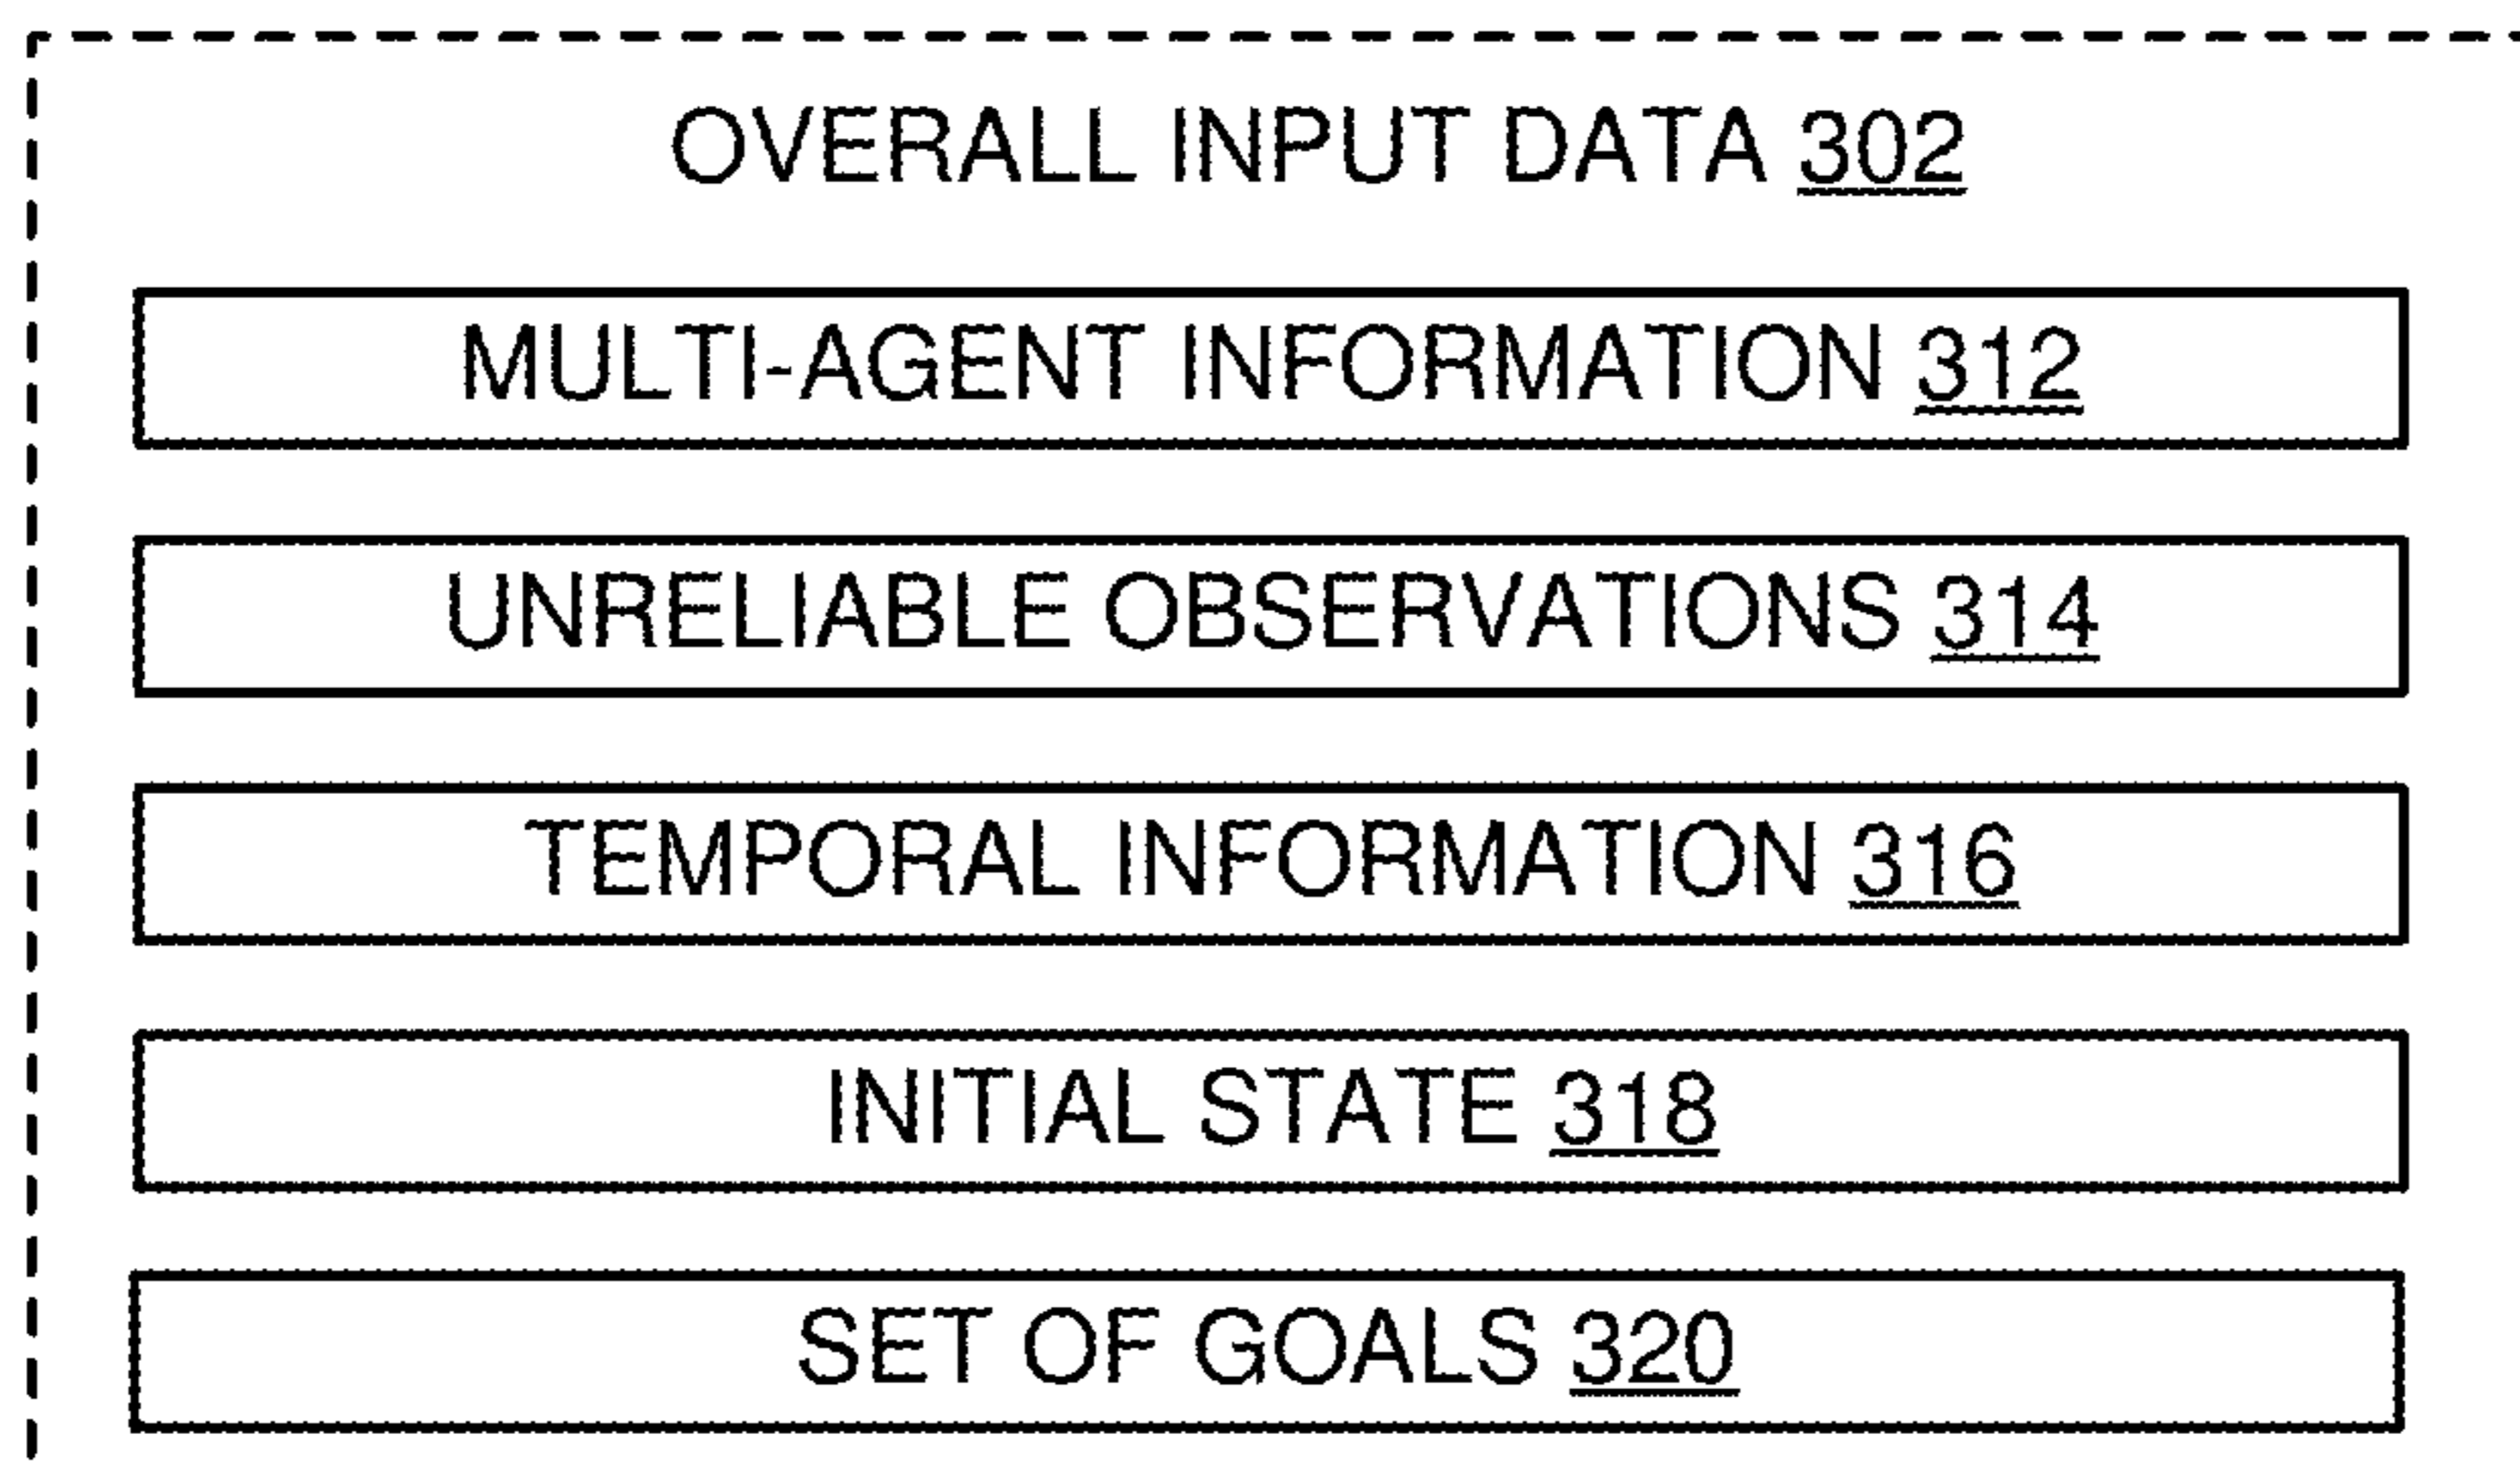 OVERALL INPUT DATA 302
MULTI-AGENT INFORMATION 312
UNRELIABLE OBSERVATIONS 314
TEMPORAL INFORMATION 316
INITIAL STATE 318
SET OF GOALS 320